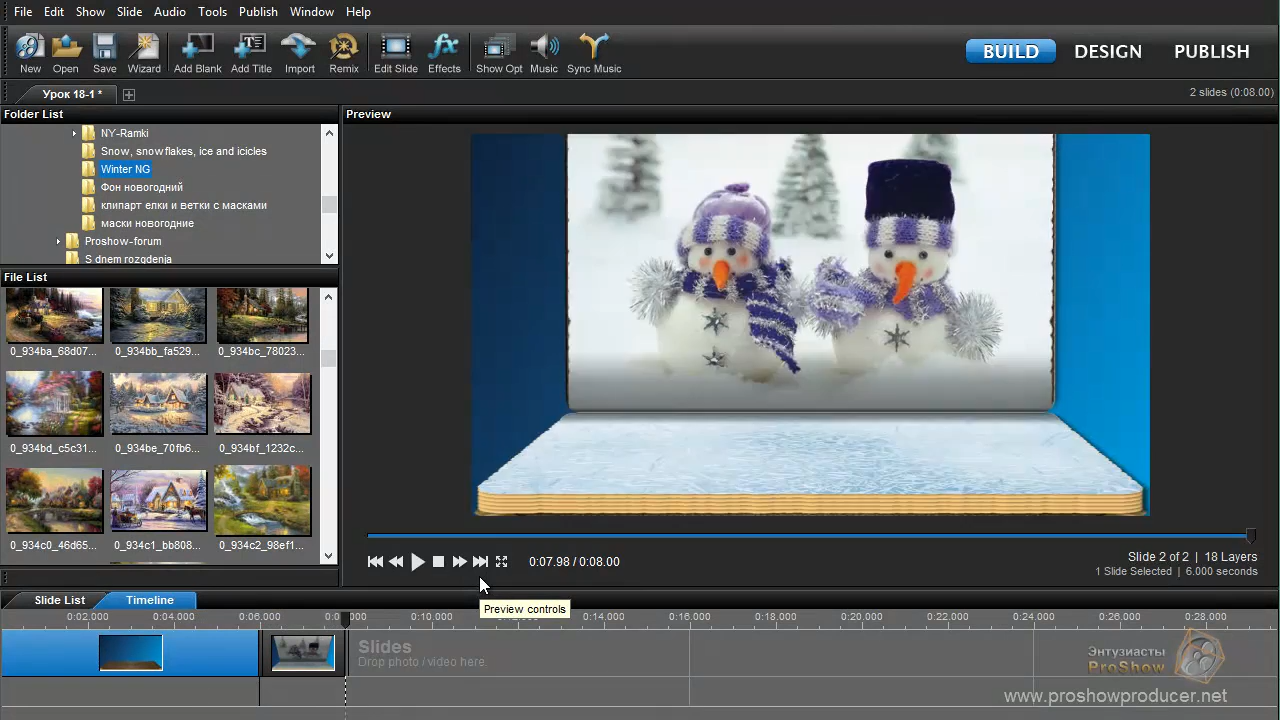 File Edit Show Slide Audio Tools Publish Window Help
New Open Save Wizard Add Blank Add Title Import Remix Edit Slide Effects Show Opt Music Sync Music
BUILD DESIGN PUBLISH
Урок 18-1 *
2 slides (0:08.00)
Folder List
Preview
NY-Ramki
Snow, snowflakes, ice and icicles
Winter NG
Фон новогодний
клипарт елки и ветки с масками
маски новогодние
Proshow-forum
S dnem rozgdenja
File List
0_934ba_68d07... 0_934bb_fa529... 0_934bc_78023...
0_934bd_c5c31... 0_934be_70fb6... 0_934bf_1232c...
0_934c0_46d65... 0_934c1_bb808... 0_934c2_98ef1...
0:07.98 / 0:08.00
Slide 2 of 2 | 18 Layers
1 Slide Selected | 6.000 seconds
Preview controls
Slide List Timeline
0:02.000 0:04.000 0:06.000 0:10.000 0:14.000 0:16.000 0:18.000 0:20.000 0:22.000 0:24.000 0:26.000 0:28.000
Slides
Drop photo / video here
Энтузиасты
ProShow
www.proshowproducer.net